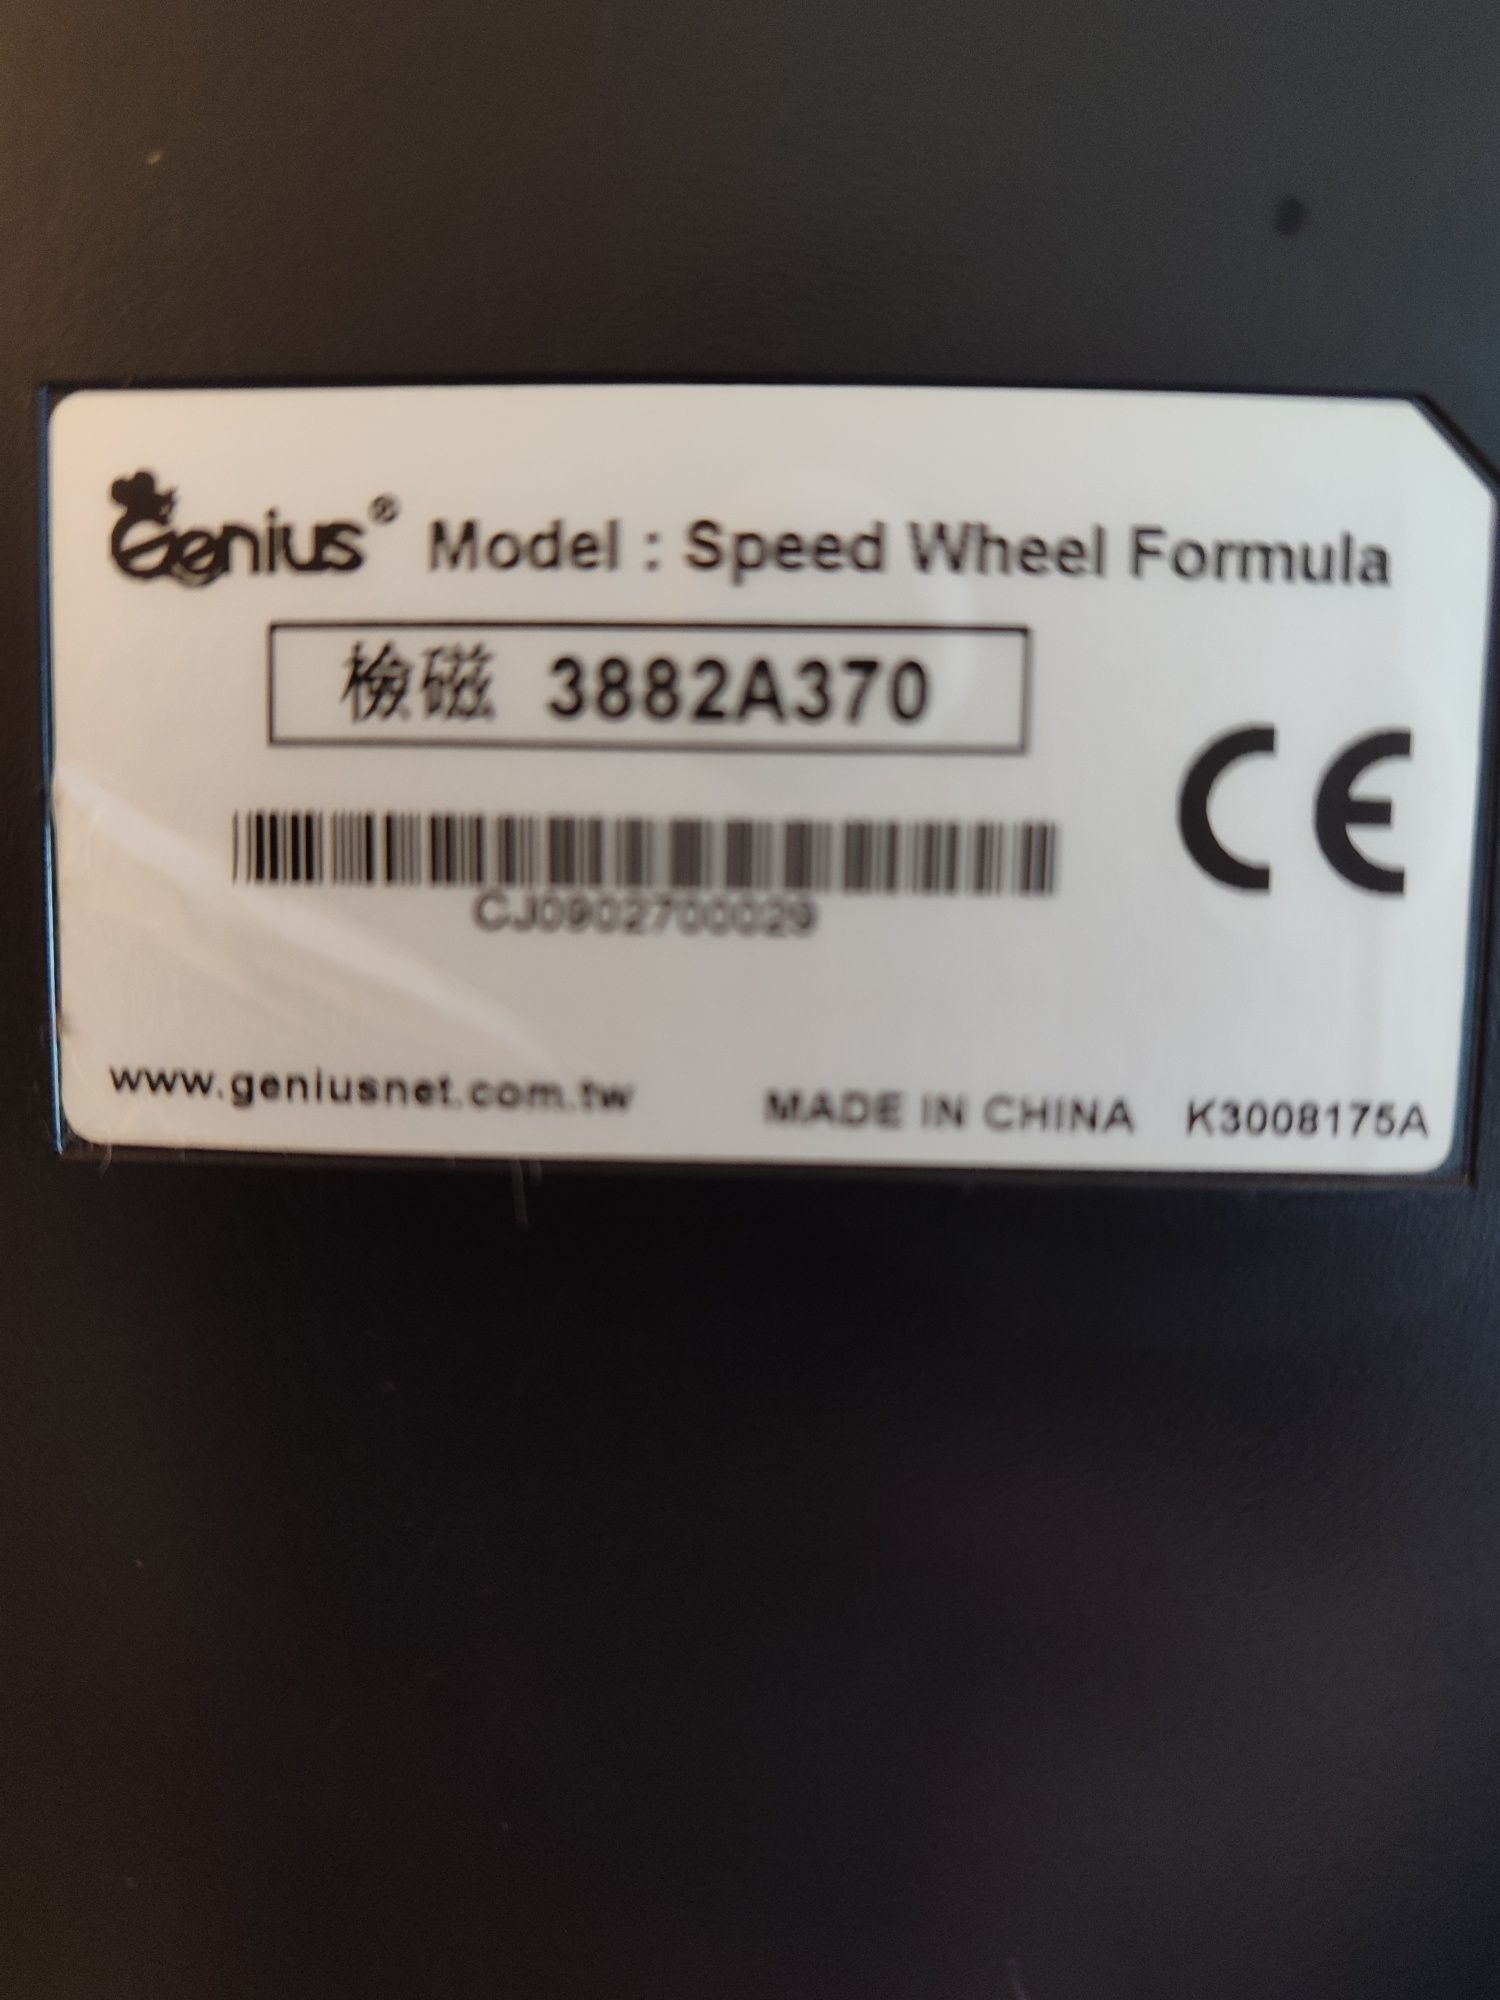 Genius® Model : Speed Wheel Formula
檢磁 3882A370
CE
CJ0902700029
www.geniusnet.com.tw MADE IN CHINA K3008175A